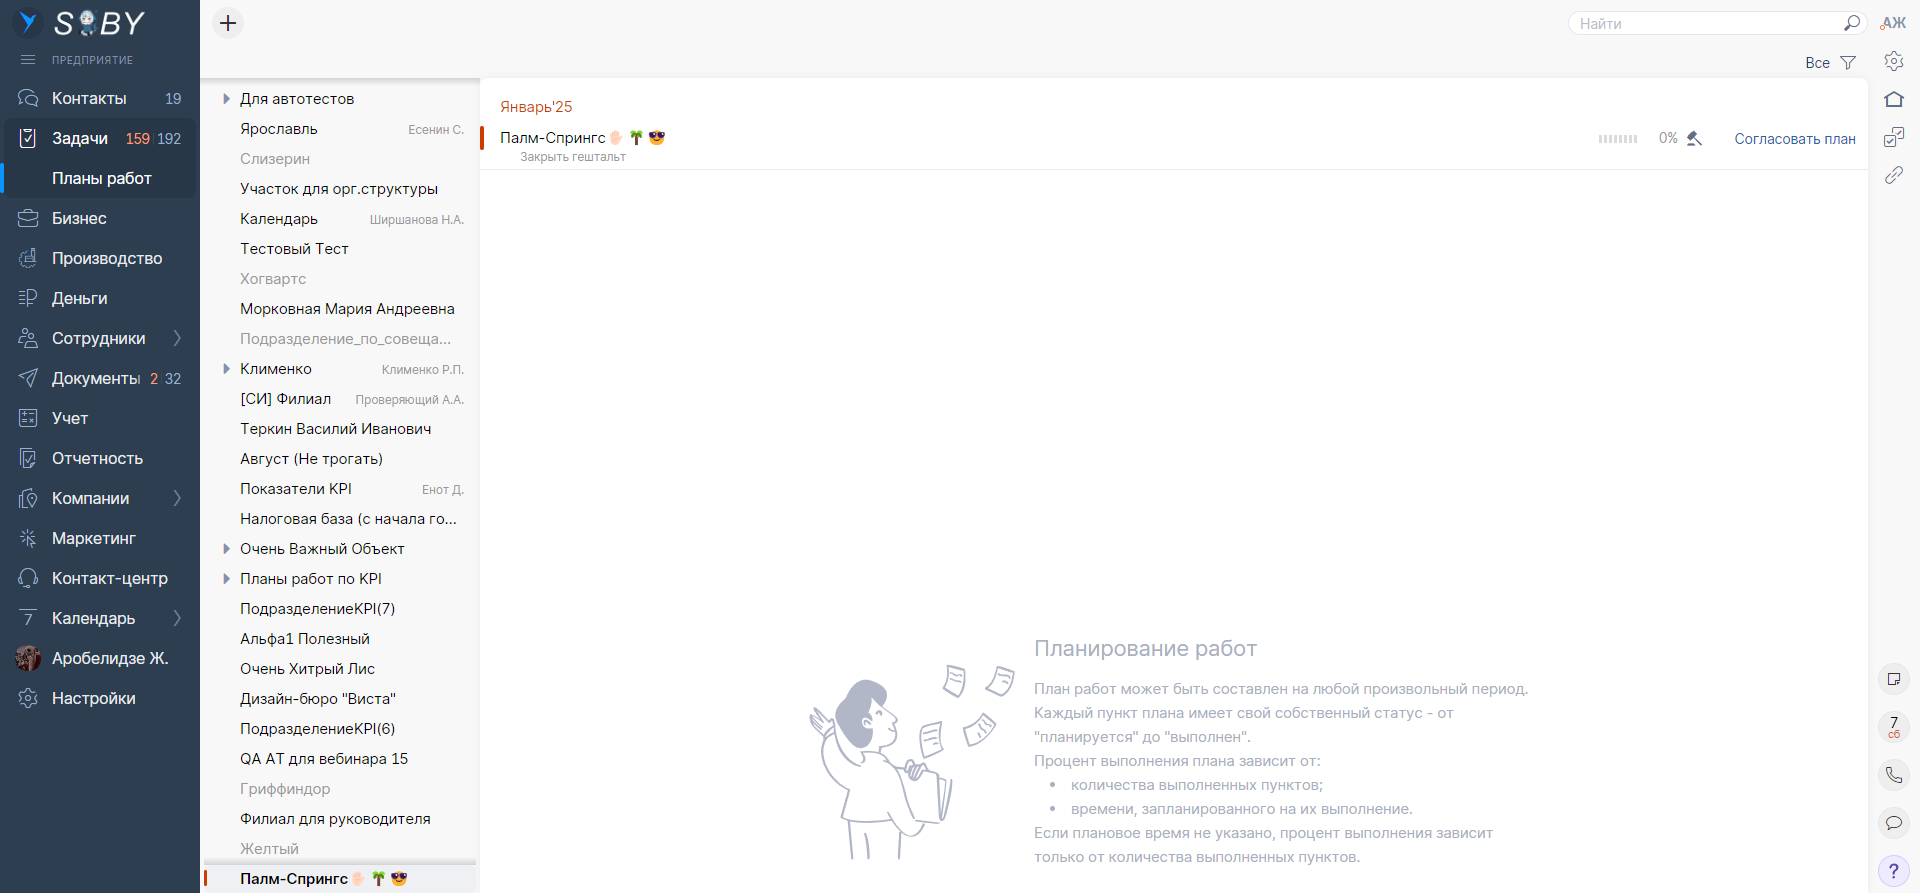 SBY
ПРЕДПРИЯТИЕ
Контакты 19
Задачи 159 192
Планы работ
Бизнес
Производство
Деньги
Сотрудники
Документы 2 32
Учет
Отчетность
Компании
Маркетинг
Контакт-центр
7 Календарь
Аробелидзе Ж.
Настройки
Для автотестов
Ярославль Есенин С.
Слизерин
Участок для орг.структуры
Календарь Ширшанова Н.А.
Тестовый Тест
Хогвартс
Морковная Мария Андреевна
Подразделение_по_совеща...
Клименко Клименко Р.П.
[СИ] Филиал Проверяющий А.А.
Теркин Василий Иванович
Август (Не трогать)
Показатели KPI Енот Д.
Налоговая база (с начала го...
Очень Важный Объект
Планы работ по KPI
ПодразделениеKPI(7)
Альфа1 Полезный
Очень Хитрый Лис
Дизайн-бюро "Виста"
ПодразделениеKPI(6)
QA АТ для вебинара 15
Гриффиндор
Филиал для руководителя
Желтый
Палм-Спрингс✋🏻🌴😎
Найти
АЖ
Все
Январь'25
Палм-Спрингс✋🏻🌴😎 0% Согласовать план
Закрыть гештальт
Планирование работ
План работ может быть составлен на любой произвольный период.
Каждый пункт плана имеет свой собственный статус - от
"планируется" до "выполнен".
Процент выполнения плана зависит от:
• количества выполненных пунктов;
• времени, запланированного на их выполнение.
Если плановое время не указано, процент выполнения зависит
только от количества выполненных пунктов.
7
сб
?